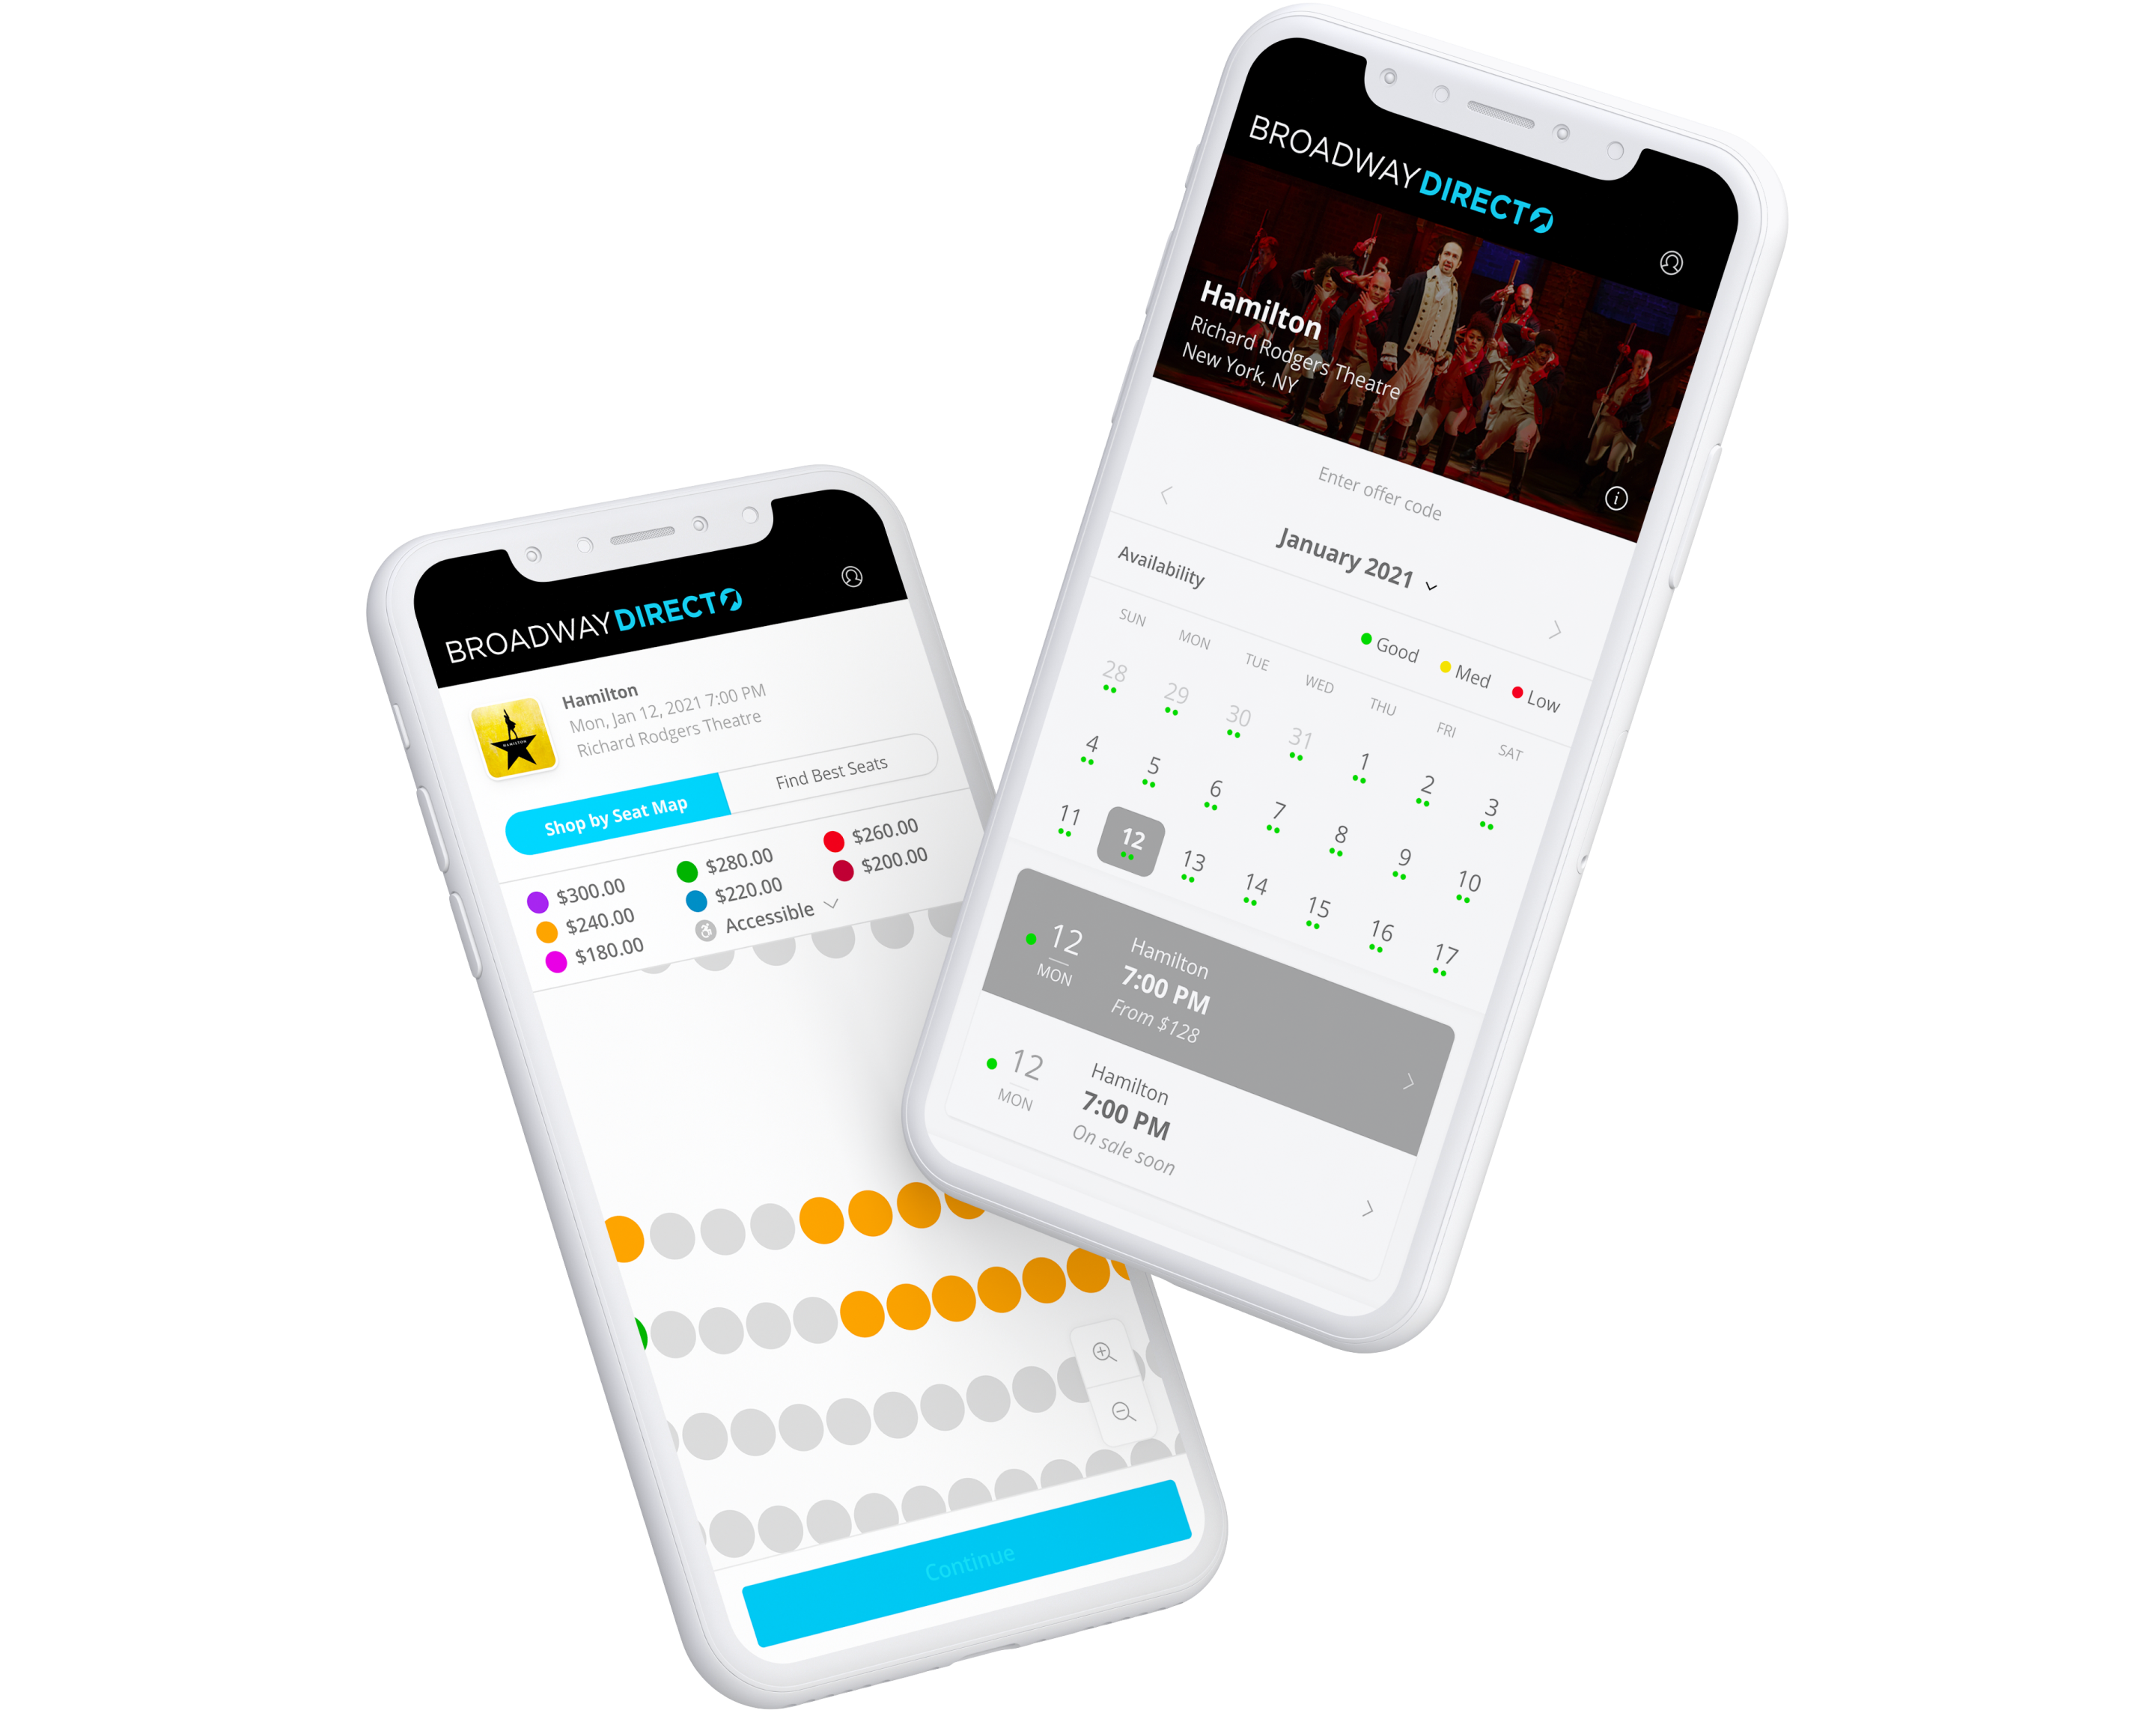 BROADWAYDIRECT
Hamilton
Mon, Jan 12, 2021 7:00 PM
Richard Rodgers Theatre
HAMILTON
Shop by Seat Map
Find Best Seats
$300.00
$280.00
$260.00
$240.00
$220.00
$200.00
$180.00
Accessible
Continue
BROADWAYDIRECT
Hamilton
Richard Rodgers Theatre
New York, NY
Enter offer code
January 2021
Availability
Good Med Low
SUN MON TUE WED THU FRI SAT
28 29 30 31 1 2 3
4 5 6 7 8 9 10
11 12 13 14 15 16 17
12
MON
Hamilton
7:00 PM
From $128
12
MON
Hamilton
7:00 PM
On sale soon